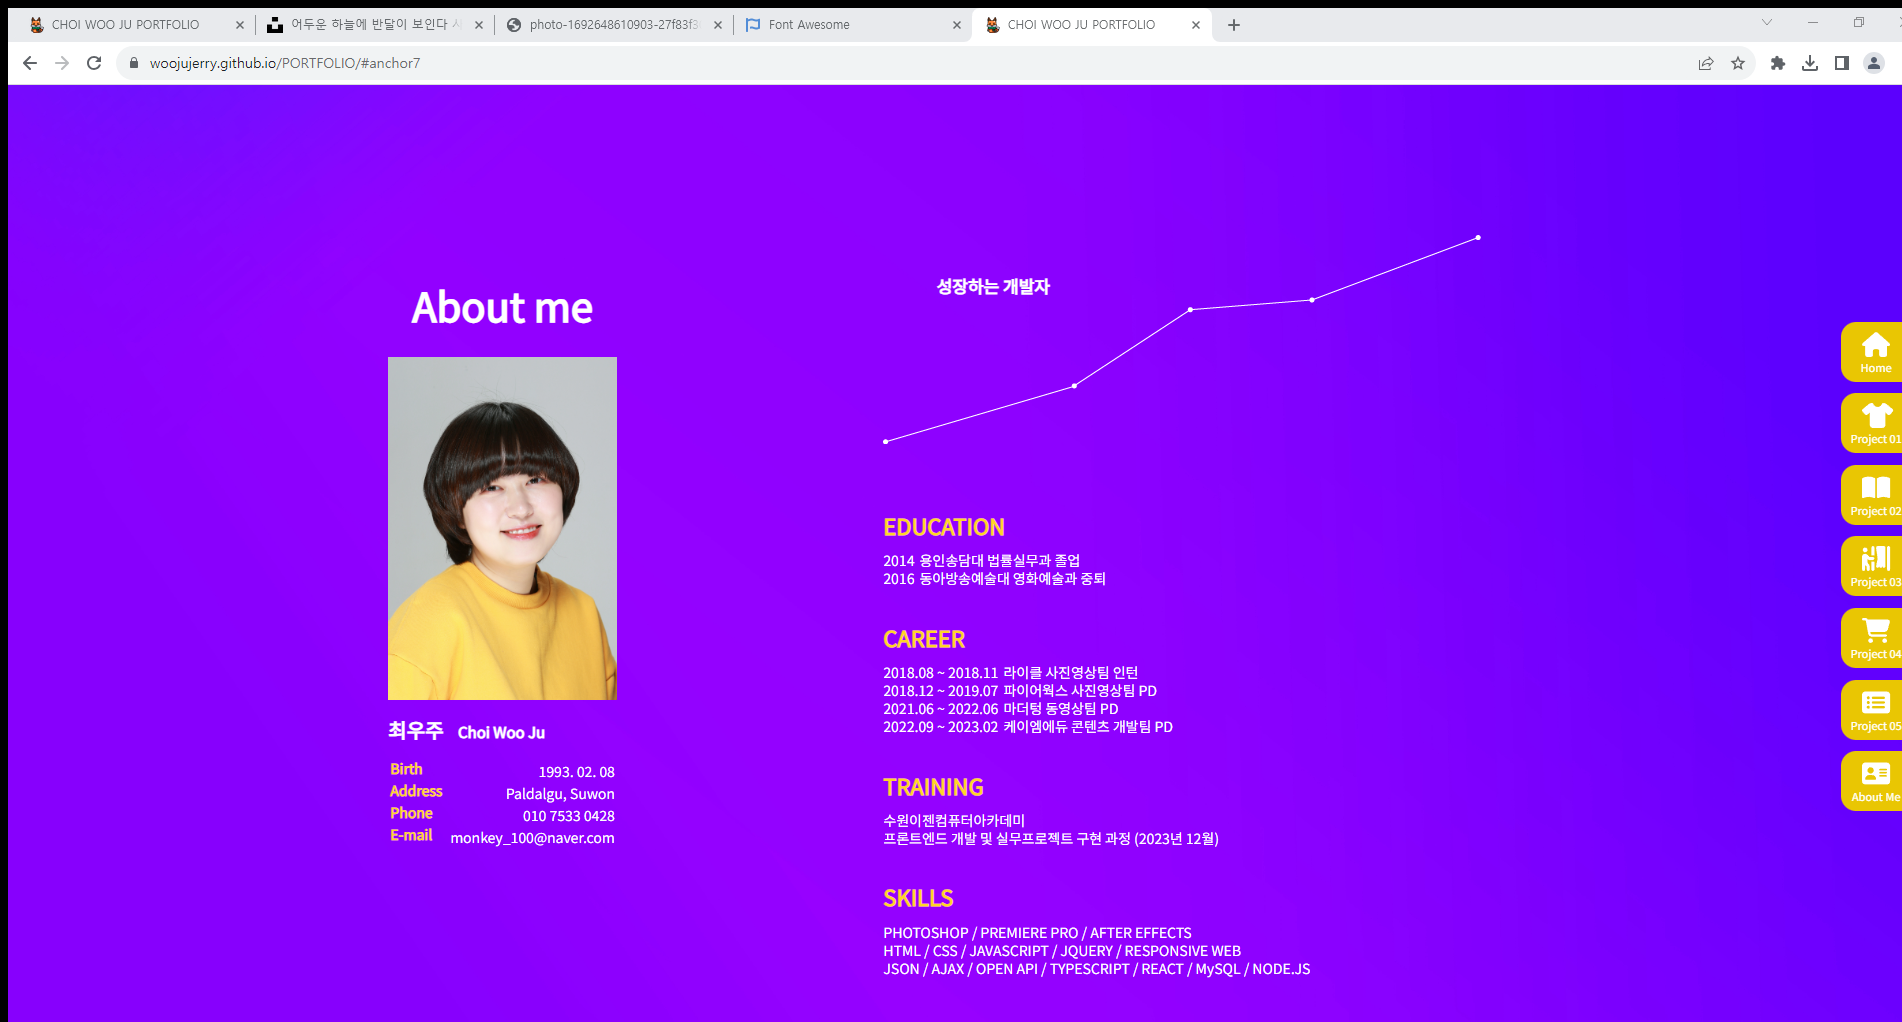 CHOI WOO JU PORTFOLIO
어두운 하늘에 반달이 보인다
photo-1692648610903-27f83f3
Font Awesome
CHOI WOO JU PORTFOLIO
woojujerry.github.io/PORTFOLIO/#anchor7
About me
최우주 Choi Woo Ju
Birth 1993. 02. 08
Address Paldalgu, Suwon
Phone 010 7533 0428
E-mail monkey_100@naver.com
성장하는 개발자
EDUCATION
2014 용인송담대 법률실무과 졸업
2016 동아방송예술대 영화예술과 중퇴
CAREER
2018.08 ~ 2018.11 라이클 사진영상팀 인턴
2018.12 ~ 2019.07 파이어웍스 사진영상팀 PD
2021.06 ~ 2022.06 마더텅 동영상팀 PD
2022.09 ~ 2023.02 케이엠에듀 콘텐츠 개발팀 PD
TRAINING
수원이젠컴퓨터아카데미
프론트엔드 개발 및 실무프로젝트 구현 과정 (2023년 12월)
SKILLS
PHOTOSHOP / PREMIERE PRO / AFTER EFFECTS
HTML / CSS / JAVASCRIPT / JQUERY / RESPONSIVE WEB
JSON / AJAX / OPEN API / TYPESCRIPT / REACT / MySQL / NODE.JS
Home
Project 01
Project 02
Project 03
Project 04
Project 05
About Me